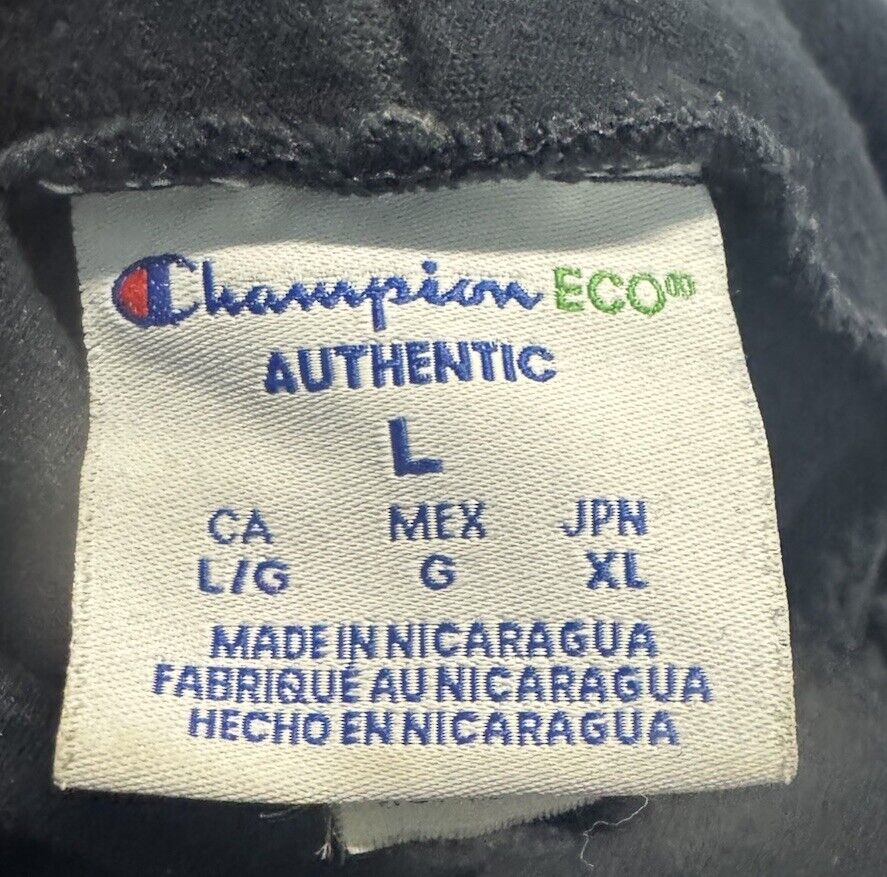 Champion ECO
AUTHENTIC
L
CA MEX JPN
L/G G XL
MADE IN NICARAGUA
FABRIQUÉ AU NICARAGUA
HECHO EN NICARAGUA